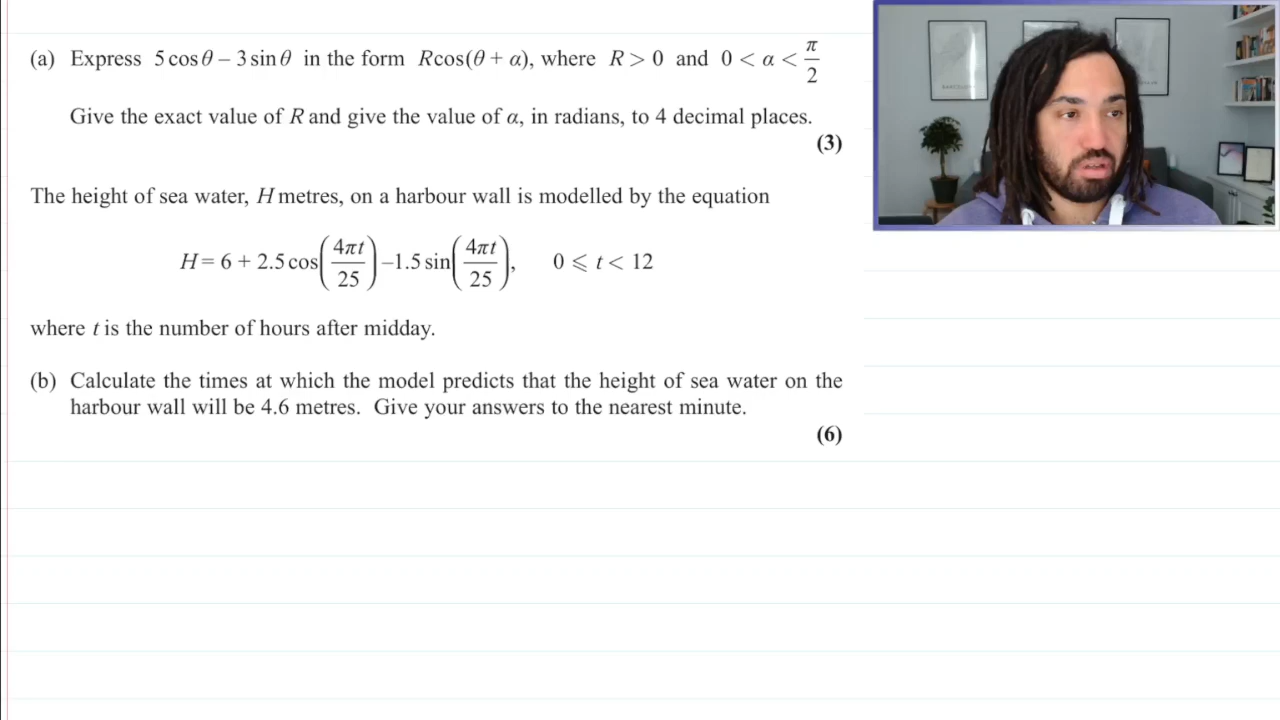 (a) Express 5 cos θ – 3 sin θ in the form Rcos(θ + α), where R > 0 and 0 < α < π/2
Give the exact value of R and give the value of α, in radians, to 4 decimal places.
(3)
The height of sea water, H metres, on a harbour wall is modelled by the equation
H = 6 + 2.5 cos(4πt/25) – 1.5 sin(4πt/25), 0 ⩽ t < 12
where t is the number of hours after midday.
(b) Calculate the times at which the model predicts that the height of sea water on the
harbour wall will be 4.6 metres. Give your answers to the nearest minute.
(6)